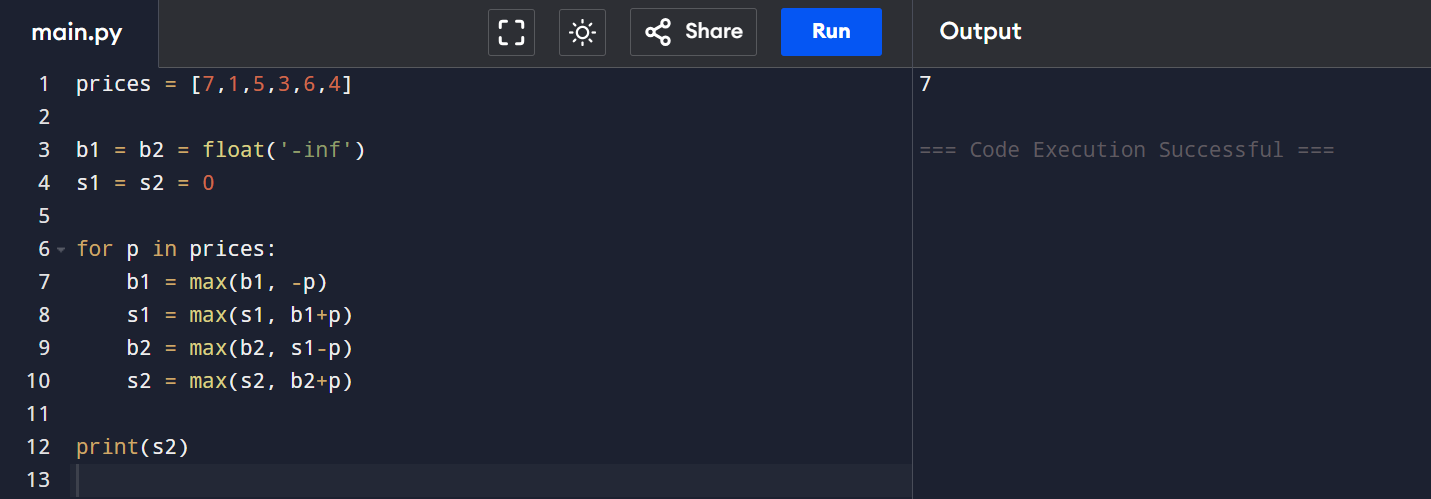 main.py Share Run Output
1 prices = [7,1,5,3,6,4]
2
3 b1 = b2 = float('-inf')
4 s1 = s2 = 0
5
6 for p in prices:
7     b1 = max(b1, -p)
8     s1 = max(s1, b1+p)
9     b2 = max(b2, s1-p)
10     s2 = max(s2, b2+p)
11
12 print(s2)
13
7
=== Code Execution Successful ===